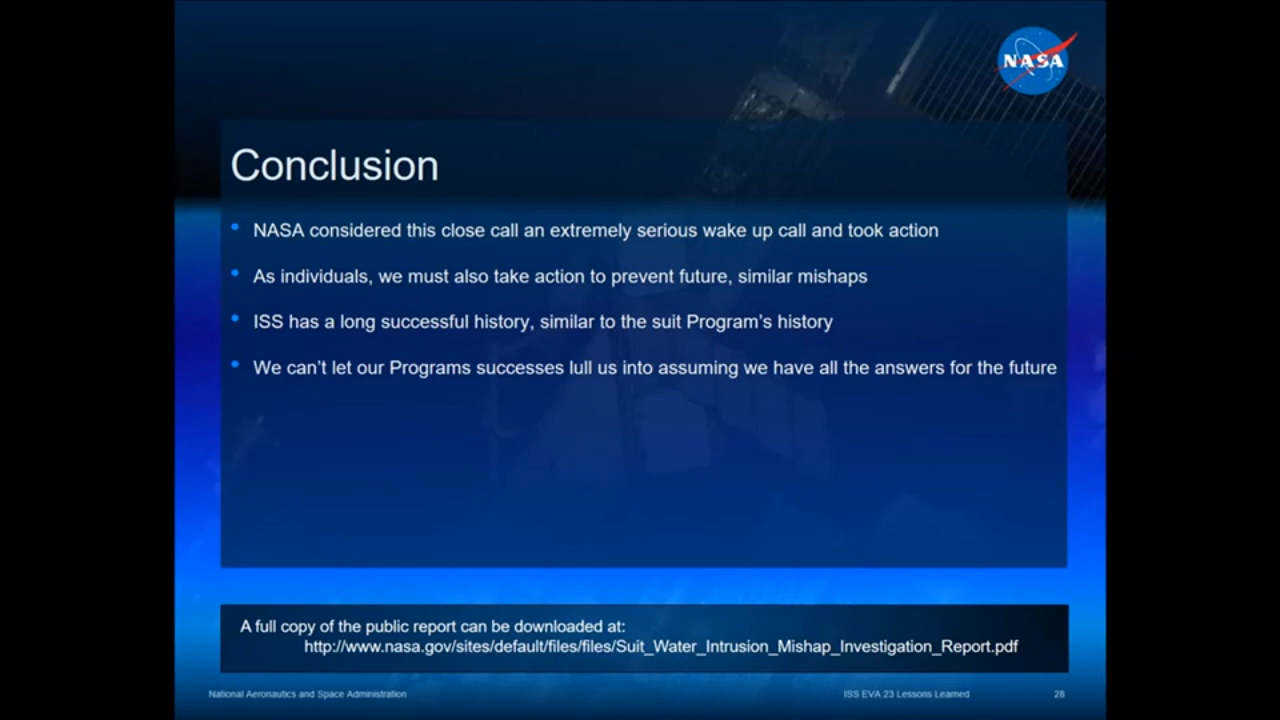 NASA
Conclusion
• NASA considered this close call an extremely serious wake up call and took action
• As individuals, we must also take action to prevent future, similar mishaps
• ISS has a long successful history, similar to the suit Program’s history
• We can’t let our Programs successes lull us into assuming we have all the answers for the future
A full copy of the public report can be downloaded at:
http://www.nasa.gov/sites/default/files/files/Suit_Water_Intrusion_Mishap_Investigation_Report.pdf
National Aeronautics and Space Administration
ISS EVA 23 Lessons Learned
28